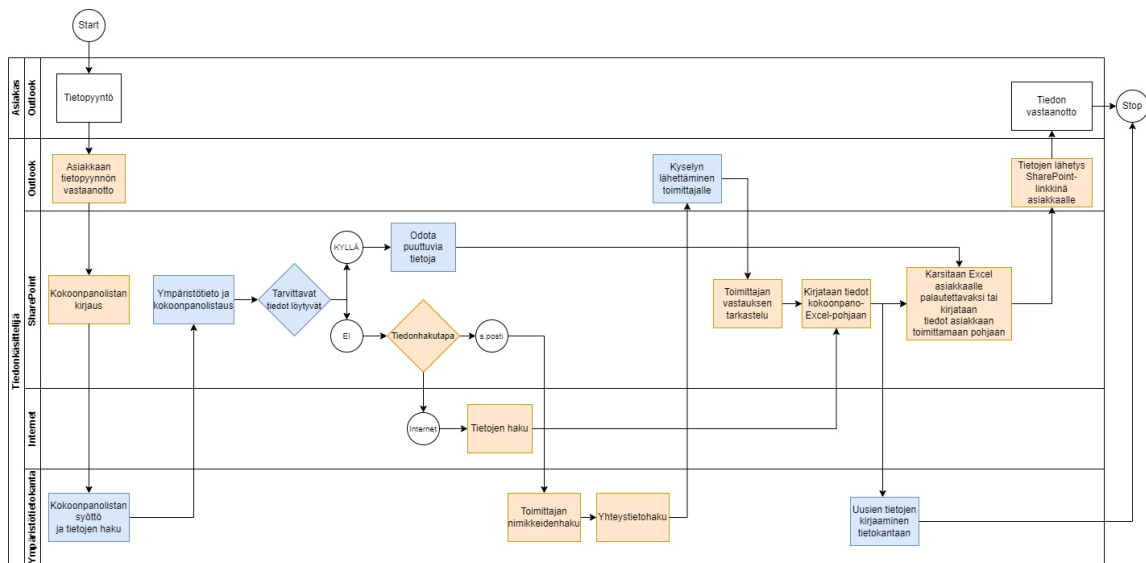 Start
Asiakas
Outlook
Tietopyyntö
Tiedon
vastaanotto
Stop
Tiedonkäsittelijä
Outlook
Asiakkaan
tietopyynnön
vastaanotto
Kyselyn
lähettäminen
toimittajalle
Tietojen lähetys
SharePoint-
linkkinä
asiakkaalle
SharePoint
Kokoonpanolistan
kirjaus
Ympäristötieto ja
kokoonpanolistaus
Tarvittavat
tiedot löytyvät
KYLLÄ
Odota
puuttuvia
tietoja
EI
Tiedonhakutapa
s.posti
Toimittajan
vastauksen
tarkastelu
Kirjataan tiedot
kokoonpano-
Excel-pohjaan
Karsitaan Excel
asiakkaalle
palautettavaksi tai
kirjataan
tiedot asiakkaan
toimittamaan pohjaan
Internet
Internet
Tietojen haku
Ympäristötietokanta
Kokoonpanolistan
syöttö
ja tietojen haku
Toimittajan
nimikkeidenhaku
Yhteystietohaku
Uusien tietojen
kirjaaminen
tietokantaan